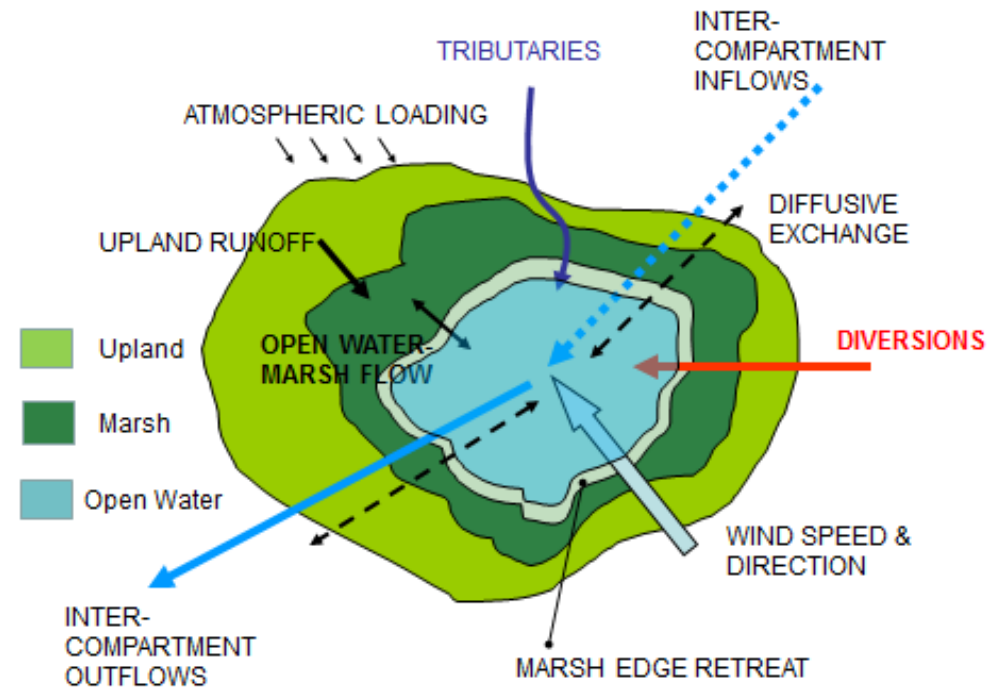 INTER-
COMPARTMENT
INFLOWS
TRIBUTARIES
ATMOSPHERIC LOADING
DIFFUSIVE
EXCHANGE
UPLAND RUNOFF
Upland
OPEN WATER-
MARSH FLOW
DIVERSIONS
Marsh
Open Water
WIND SPEED &
DIRECTION
INTER-
COMPARTMENT
OUTFLOWS
MARSH EDGE RETREAT